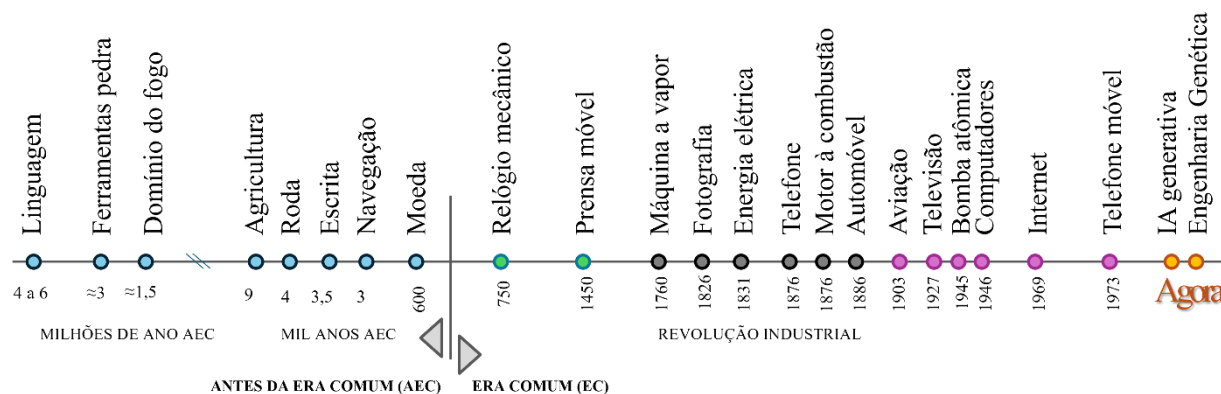 Linguagem
Ferramentas pedra
Domínio do fogo
Agricultura
Roda
Escrita
Navegação
Moeda
Relógio mecânico
Prensa móvel
Máquina a vapor
Fotografia
Energia elétrica
Telefone
Motor à combustão
Automóvel
Aviação
Televisão
Bomba atômica
Computadores
Internet
Telefone móvel
IA generativa
Engenharia Genética
4 a 6
≈3
≈1,5
9
4
3,5
3
600
750
1450
1760
1826
1831
1876
1876
1886
1903
1927
1945
1946
1969
1973
Agora
MILHÕES DE ANO AEC
MIL ANOS AEC
REVOLUÇÃO INDUSTRIAL
ANTES DA ERA COMUM (AEC)
ERA COMUM (EC)